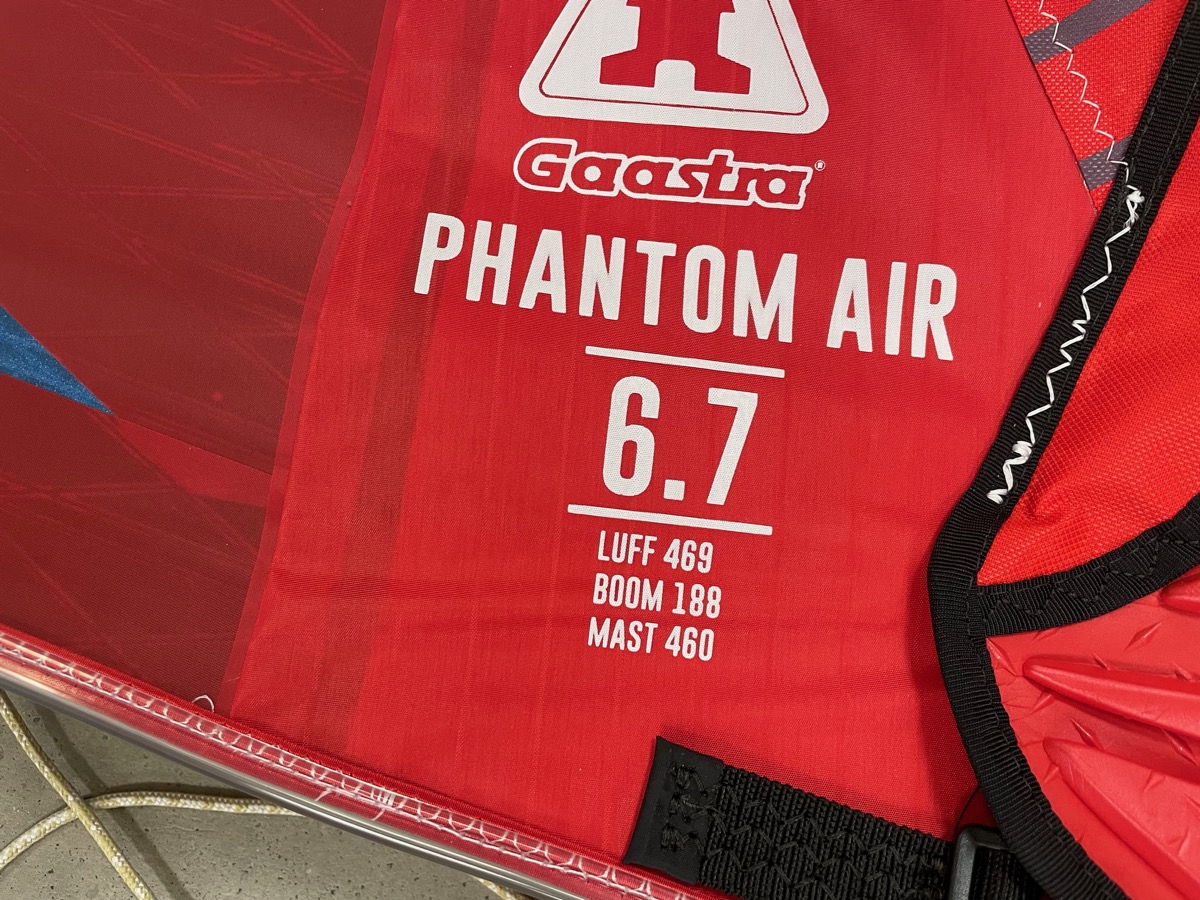 Gaastra®
PHANTOM AIR
6.7
LUFF 469
BOOM 188
MAST 460